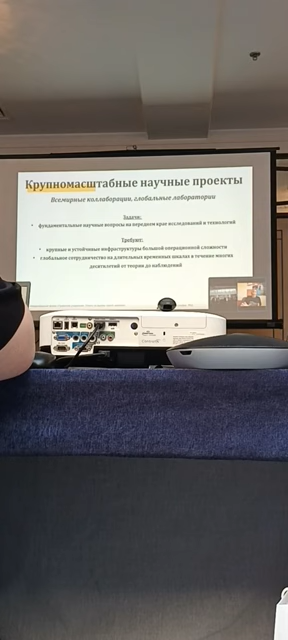 Крупномасштабные научные проекты
Всемирные коллаборации, глобальные лаборатории
Задачи:
• фундаментальные научные вопросы на переднем крае исследований и технологий
Требуют:
• крупные и устойчивые инфраструктуры большой операционной сложности
• глобальное сотрудничество на длительных временных шкалах в течение многих
десятилетий от теории до наблюдений